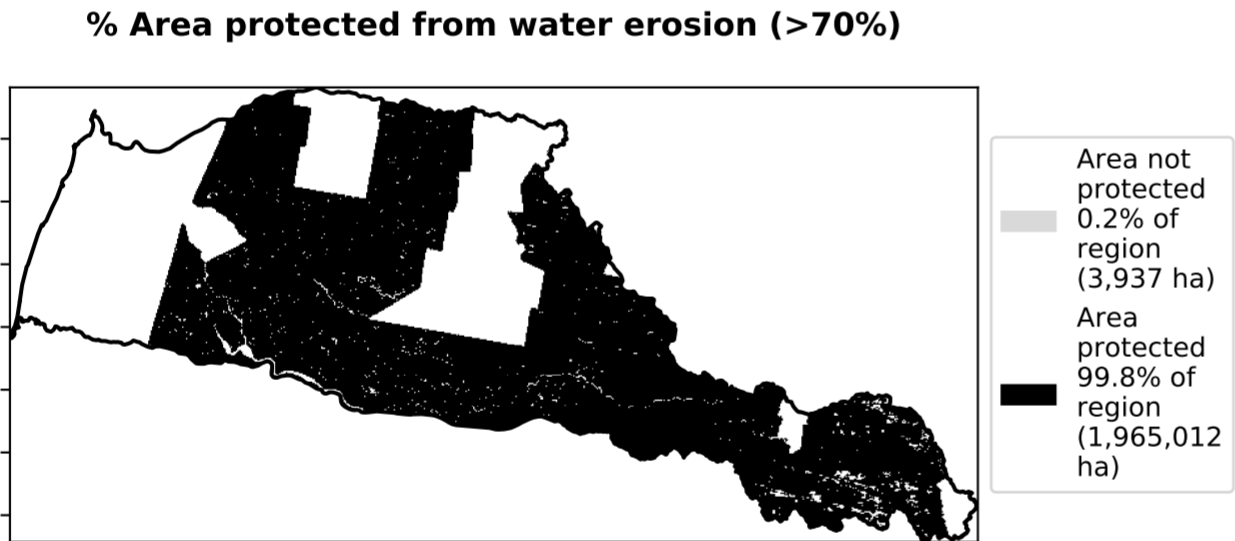 % Area protected from water erosion (>70%)
Area not
protected
0.2% of
region
(3,937 ha)
Area
protected
99.8% of
region
(1,965,012
ha)